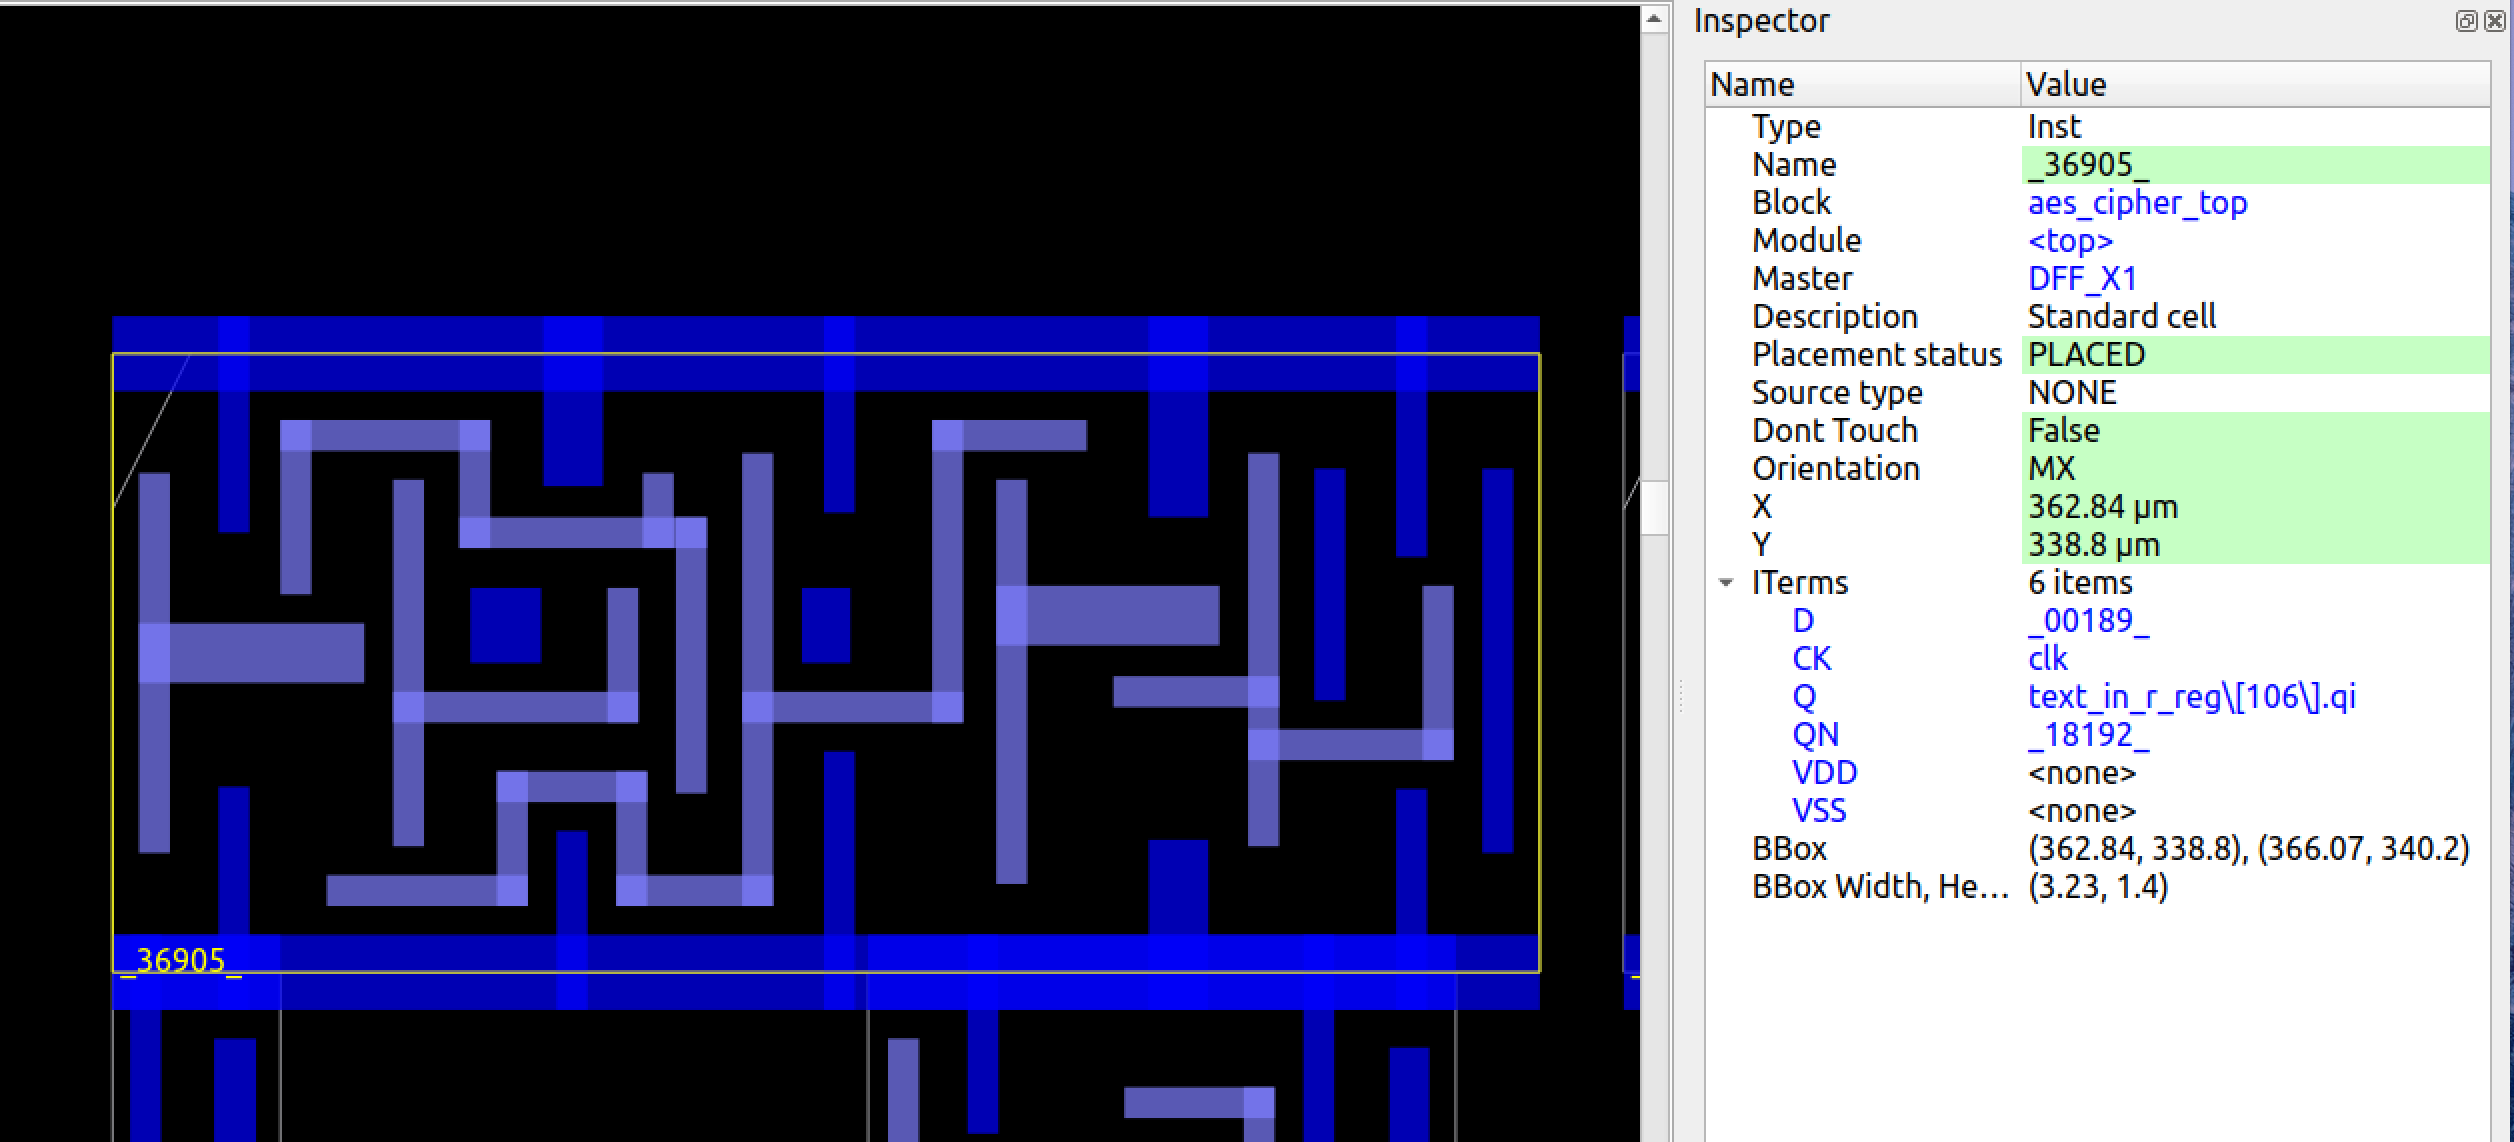 Inspector
Name Value
Type Inst
Name _36905_
Block aes_cipher_top
Module <top>
Master DFF_X1
Description Standard cell
Placement status PLACED
Source type NONE
Dont Touch False
Orientation MX
X 362.84 μm
Y 338.8 μm
ITerms 6 items
D _00189_
CK clk
Q text_in_r_reg\[106\].qi
QN _18192_
VDD <none>
VSS <none>
BBox (362.84, 338.8), (366.07, 340.2)
BBox Width, He... (3.23, 1.4)
_36905_